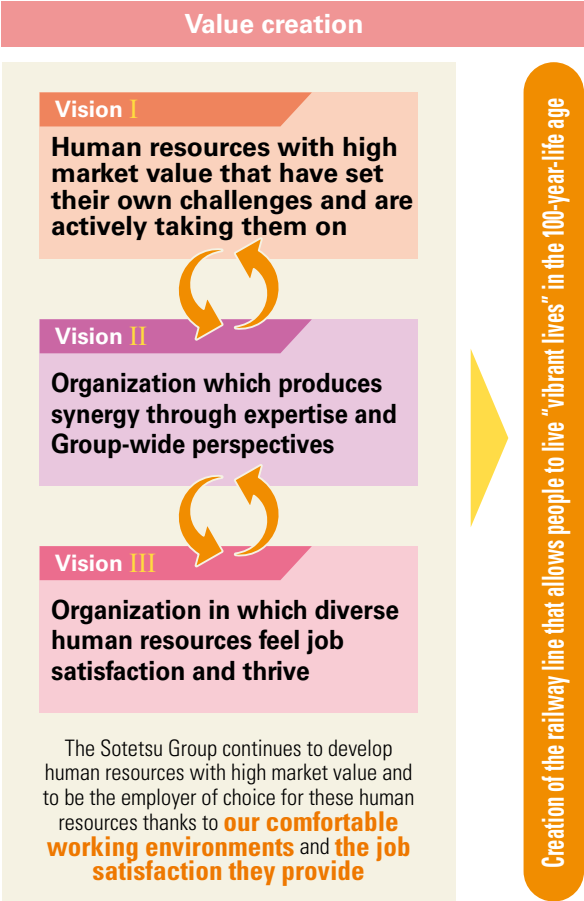 Value creation
Vision I
Human resources with high
market value that have set
their own challenges and are
actively taking them on
Vision II
Organization which produces
synergy through expertise and
Group-wide perspectives
Vision III
Organization in which diverse
human resources feel job
satisfaction and thrive
The Sotetsu Group continues to develop
human resources with high market value and
to be the employer of choice for these human
resources thanks to our comfortable
working environments and the job
satisfaction they provide
Creation of the railway line that allows people to live “vibrant lives” in the 100-year-life age